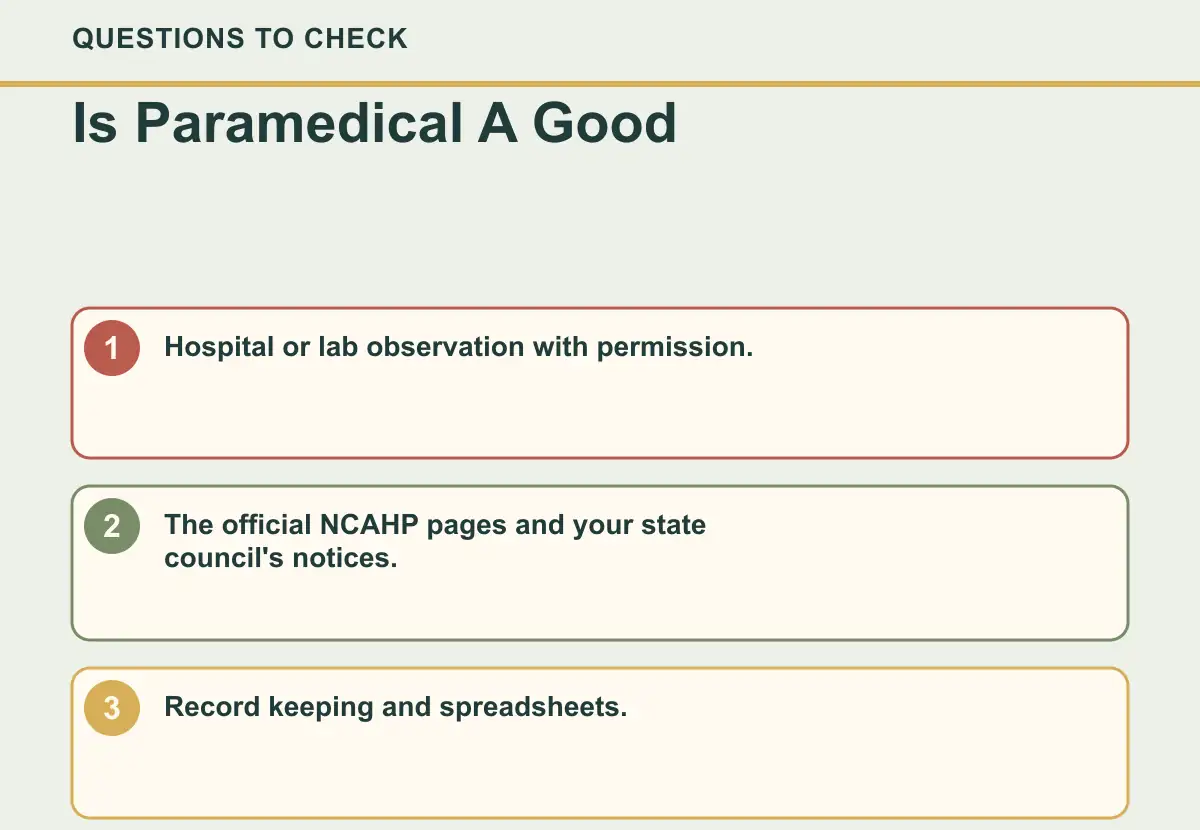 QUESTIONS TO CHECK
Is Paramedical A Good
1
Hospital or lab observation with permission.
2
The official NCAHP pages and your state
council's notices.
3
Record keeping and spreadsheets.